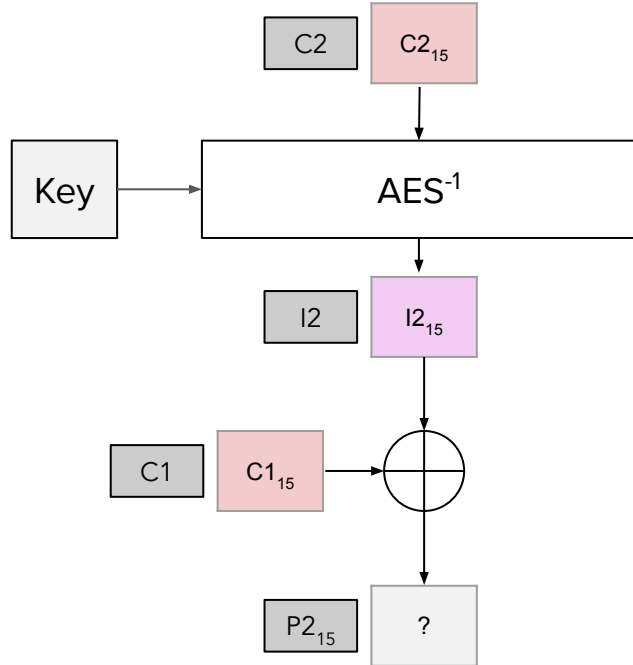 C2 C2₁₅
Key AES⁻¹
I2 I2₁₅
C1 C1₁₅
P2₁₅ ?